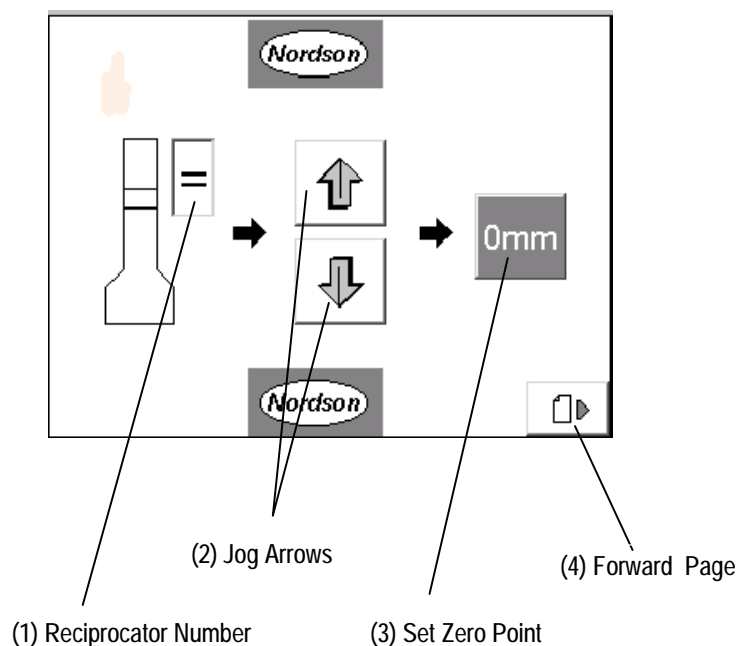 Nordson
=
0mm
Nordson
(2) Jog Arrows
(4) Forward Page
(1) Reciprocator Number
(3) Set Zero Point